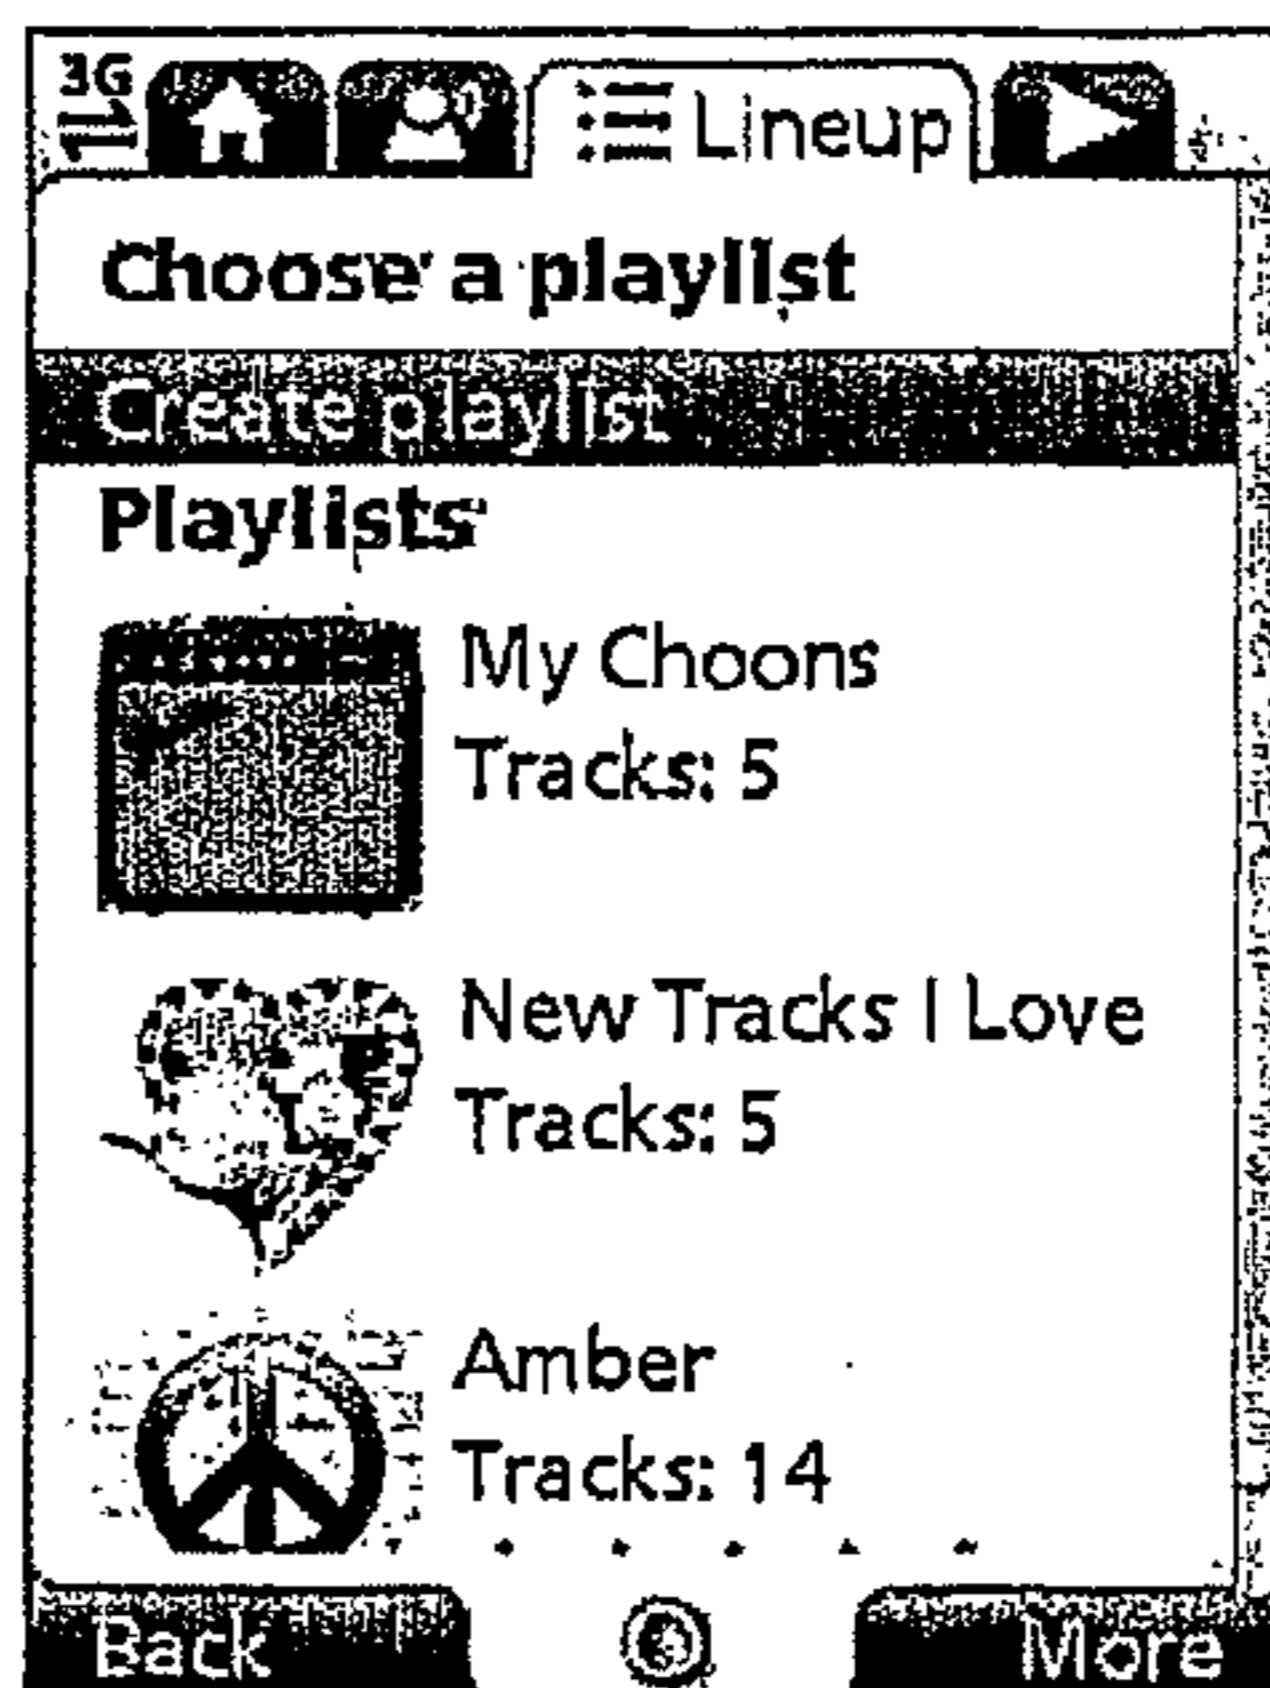 3G
Lineup
Choose a playlist
Create playlist
Playlists
My Choons
Tracks: 5
New Tracks I Love
Tracks: 5
Amber
Tracks: 14
Back
More